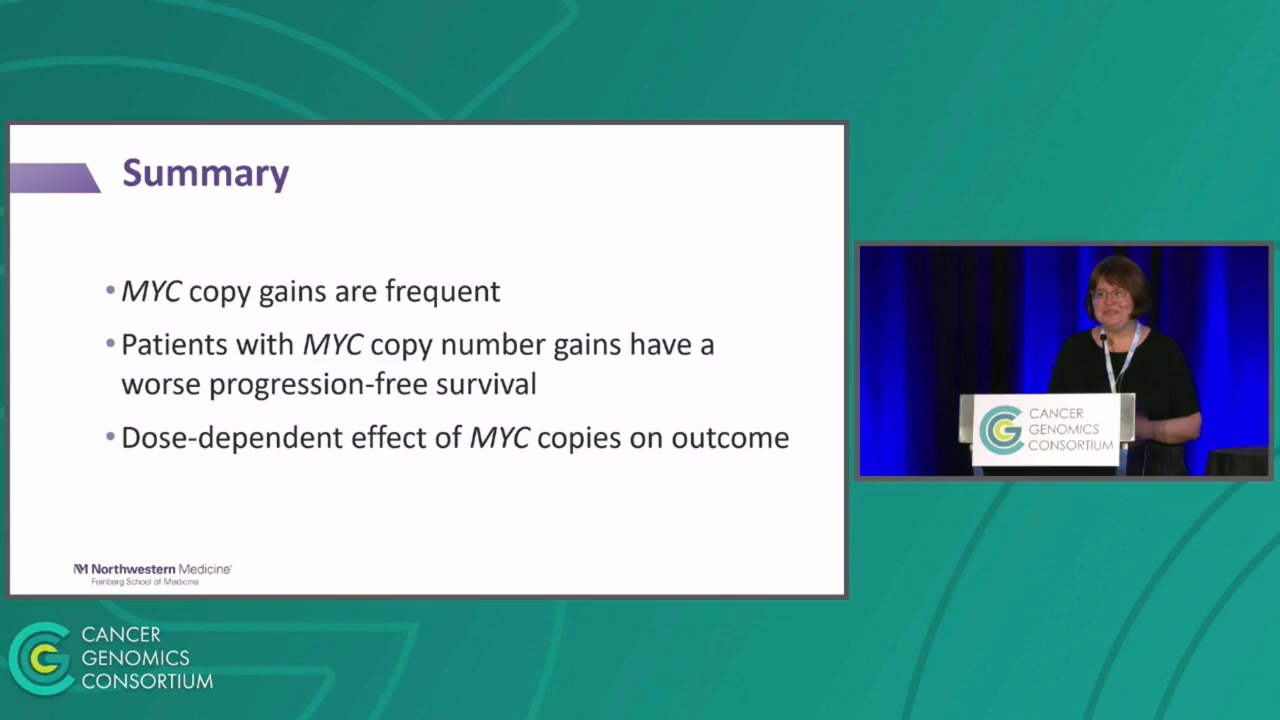 Summary
• MYC copy gains are frequent
• Patients with MYC copy number gains have a
worse progression-free survival
• Dose-dependent effect of MYC copies on outcome
Northwestern Medicine®
Feinberg School of Medicine
CANCER
GENOMICS
CONSORTIUM
CANCER
GENOMICS
CONSORTIUM